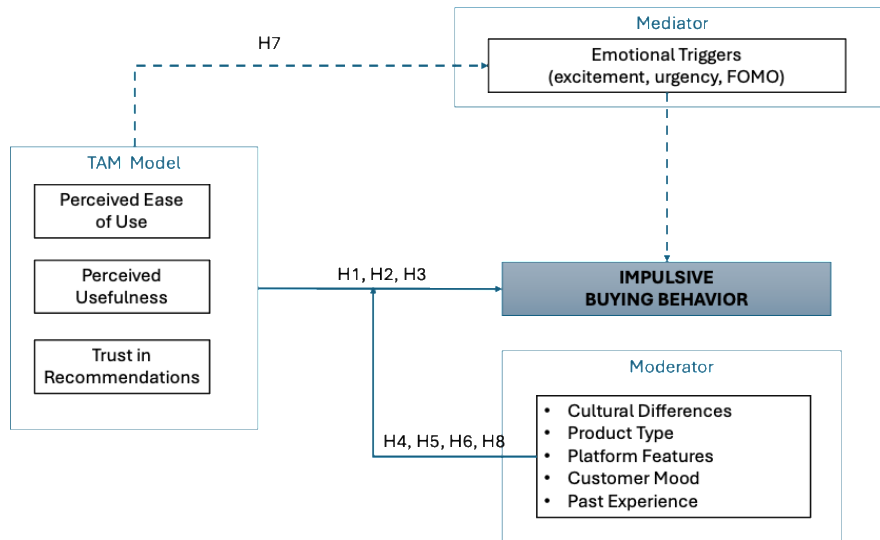 H7
Mediator
Emotional Triggers
(excitement, urgency, FOMO)
TAM Model
Perceived Ease
of Use
Perceived
Usefulness
Trust in
Recommendations
H1, H2, H3
IMPULSIVE
BUYING BEHAVIOR
Moderator
H4, H5, H6, H8
• Cultural Differences
• Product Type
• Platform Features
• Customer Mood
• Past Experience